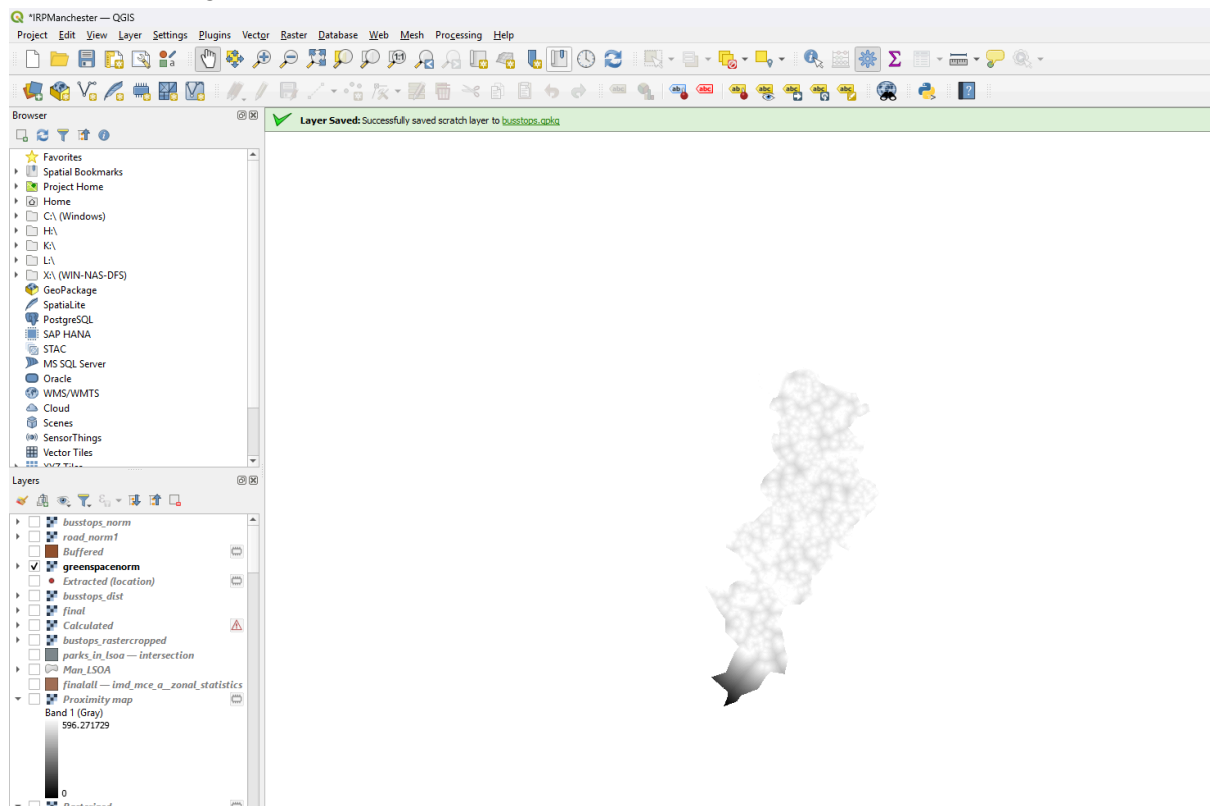 *IRPManchester — QGIS
Project Edit View Layer Settings Plugins Vector Raster Database Web Mesh Processing Help
Browser
Layer Saved: Successfully saved scratch layer to busstops.gpkg
Favorites
Spatial Bookmarks
Project Home
Home
C:\ (Windows)
H:\
K:\
L:\
X:\ (WIN-NAS-DFS)
GeoPackage
SpatiaLite
PostgreSQL
SAP HANA
STAC
MS SQL Server
Oracle
WMS/WMTS
Cloud
Scenes
SensorThings
Vector Tiles
XYZ Tiles
Layers
busstops_norm
road_norm1
Buffered
greenspacenorm
Extracted (location)
busstops_dist
final
Calculated
bustops_rastercropped
parks_in_lsoa — intersection
Man_LSOA
finalall — imd_mce_a_zonal_statistics
Proximity map
Band 1 (Gray)
596.271729
0
Rasterised